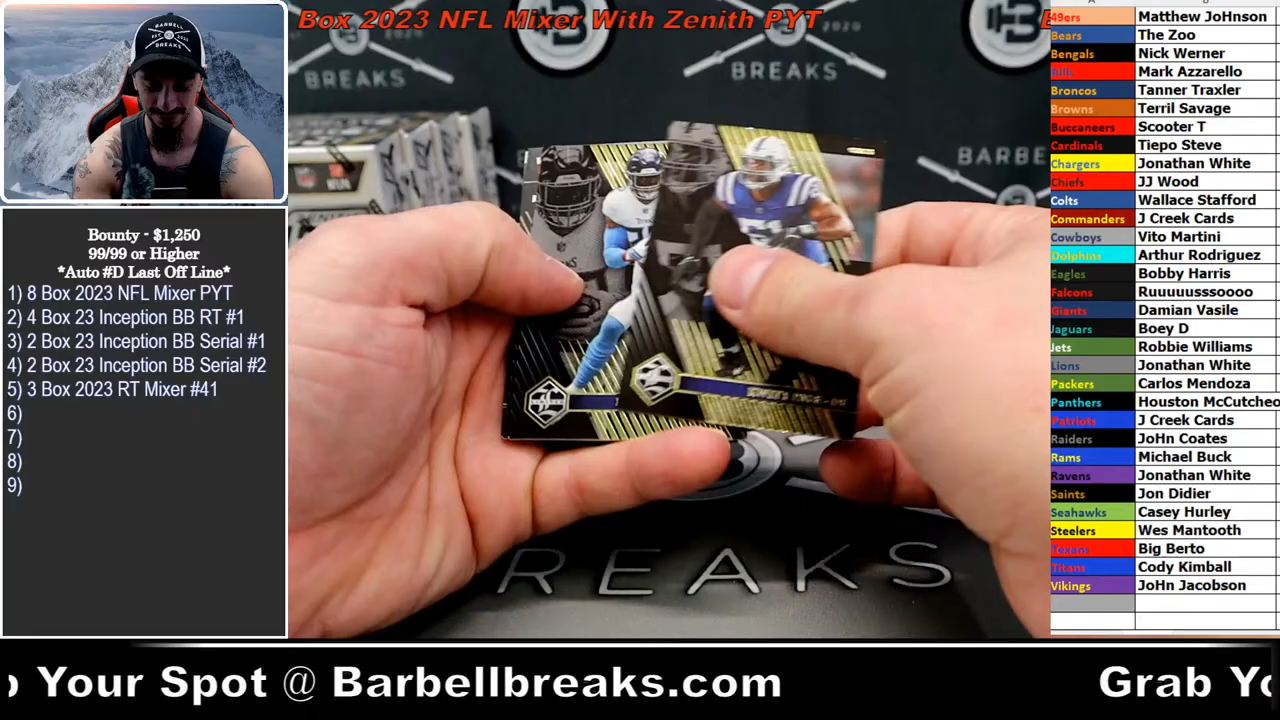 Box 2023 NFL Mixer With Zenith PYT
BARBELL
EST 2020
BREAKS
BREAKS
2020
BREAKS
2020
BARB
Bounty - $1,250
99/99 or Higher
*Auto #D Last Off Line*
1) 8 Box 2023 NFL Mixer PYT
2) 4 Box 23 Inception BB RT #1
3) 2 Box 23 Inception BB Serial #1
4) 2 Box 23 Inception BB Serial #2
5) 3 Box 2023 RT Mixer #41
6)
7)
8)
9)
BREAKS
49ers Matthew JoHnson
Bears The Zoo
Bengals Nick Werner
Bills Mark Azzarello
Broncos Tanner Traxler
Browns Terril Savage
Buccaneers Scooter T
Cardinals Tiepo Steve
Chargers Jonathan White
Chiefs JJ Wood
Colts Wallace Stafford
Commanders J Creek Cards
Cowboys Vito Martini
Dolphins Arthur Rodriguez
Eagles Bobby Harris
Falcons Ruuuuusssoooo
Giants Damian Vasile
Jaguars Boey D
Jets Robbie Williams
Lions Jonathan White
Packers Carlos Mendoza
Panthers Houston McCutcheo
Patriots J Creek Cards
Raiders JoHn Coates
Rams Michael Buck
Ravens Jonathan White
Saints Jon Didier
Seahawks Casey Hurley
Steelers Wes Mantooth
Texans Big Berto
Titans Cody Kimball
Vikings JoHn Jacobson
Your Spot @ Barbellbreaks.com
Grab Yo